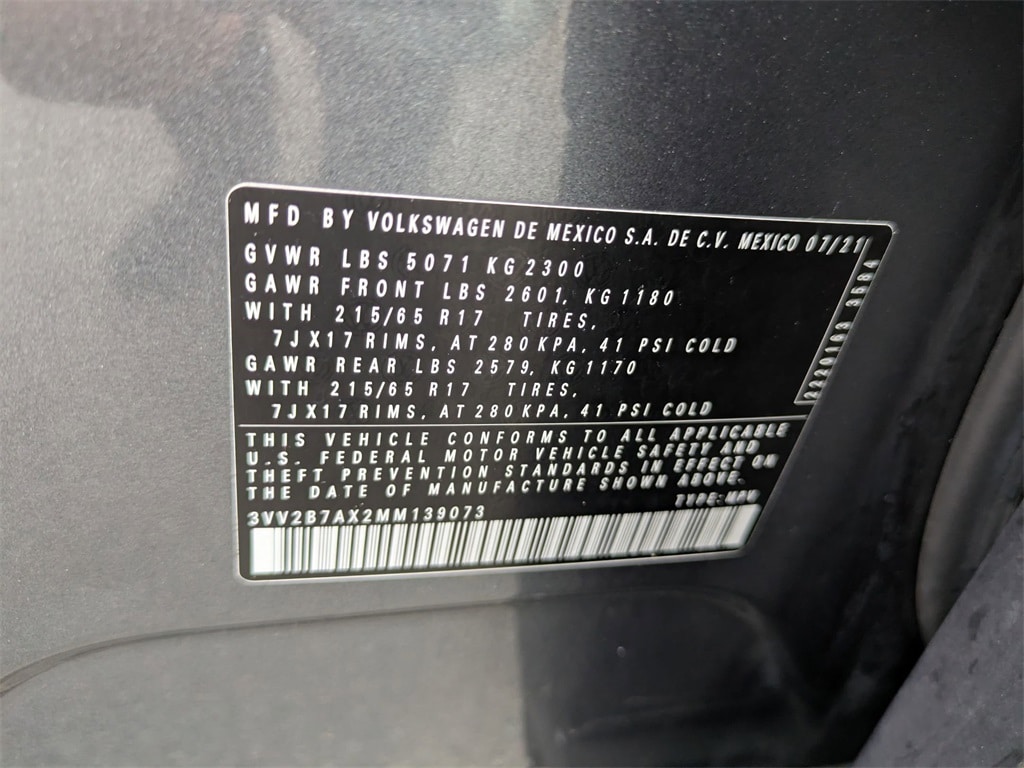 MFD BY VOLKSWAGEN DE MEXICO S.A. DE C.V. MEXICO 07/21
GVWR LBS 5071 KG 2300
GAWR FRONT LBS 2601, KG 1180
WITH 215/65 R17 TIRES,
7JX17 RIMS, AT 280 KPA, 41 PSI COLD
GAWR REAR LBS 2579, KG 1170
WITH 215/65 R17 TIRES,
7JX17 RIMS, AT 280 KPA, 41 PSI COLD
THIS VEHICLE CONFORMS TO ALL APPLICABLE
U.S. FEDERAL MOTOR VEHICLE SAFETY AND
THEFT PREVENTION STANDARDS IN EFFECT ON
THE DATE OF MANUFACTURE SHOWN ABOVE.
TYPE: MPV
3VV2B7AX2MM139073